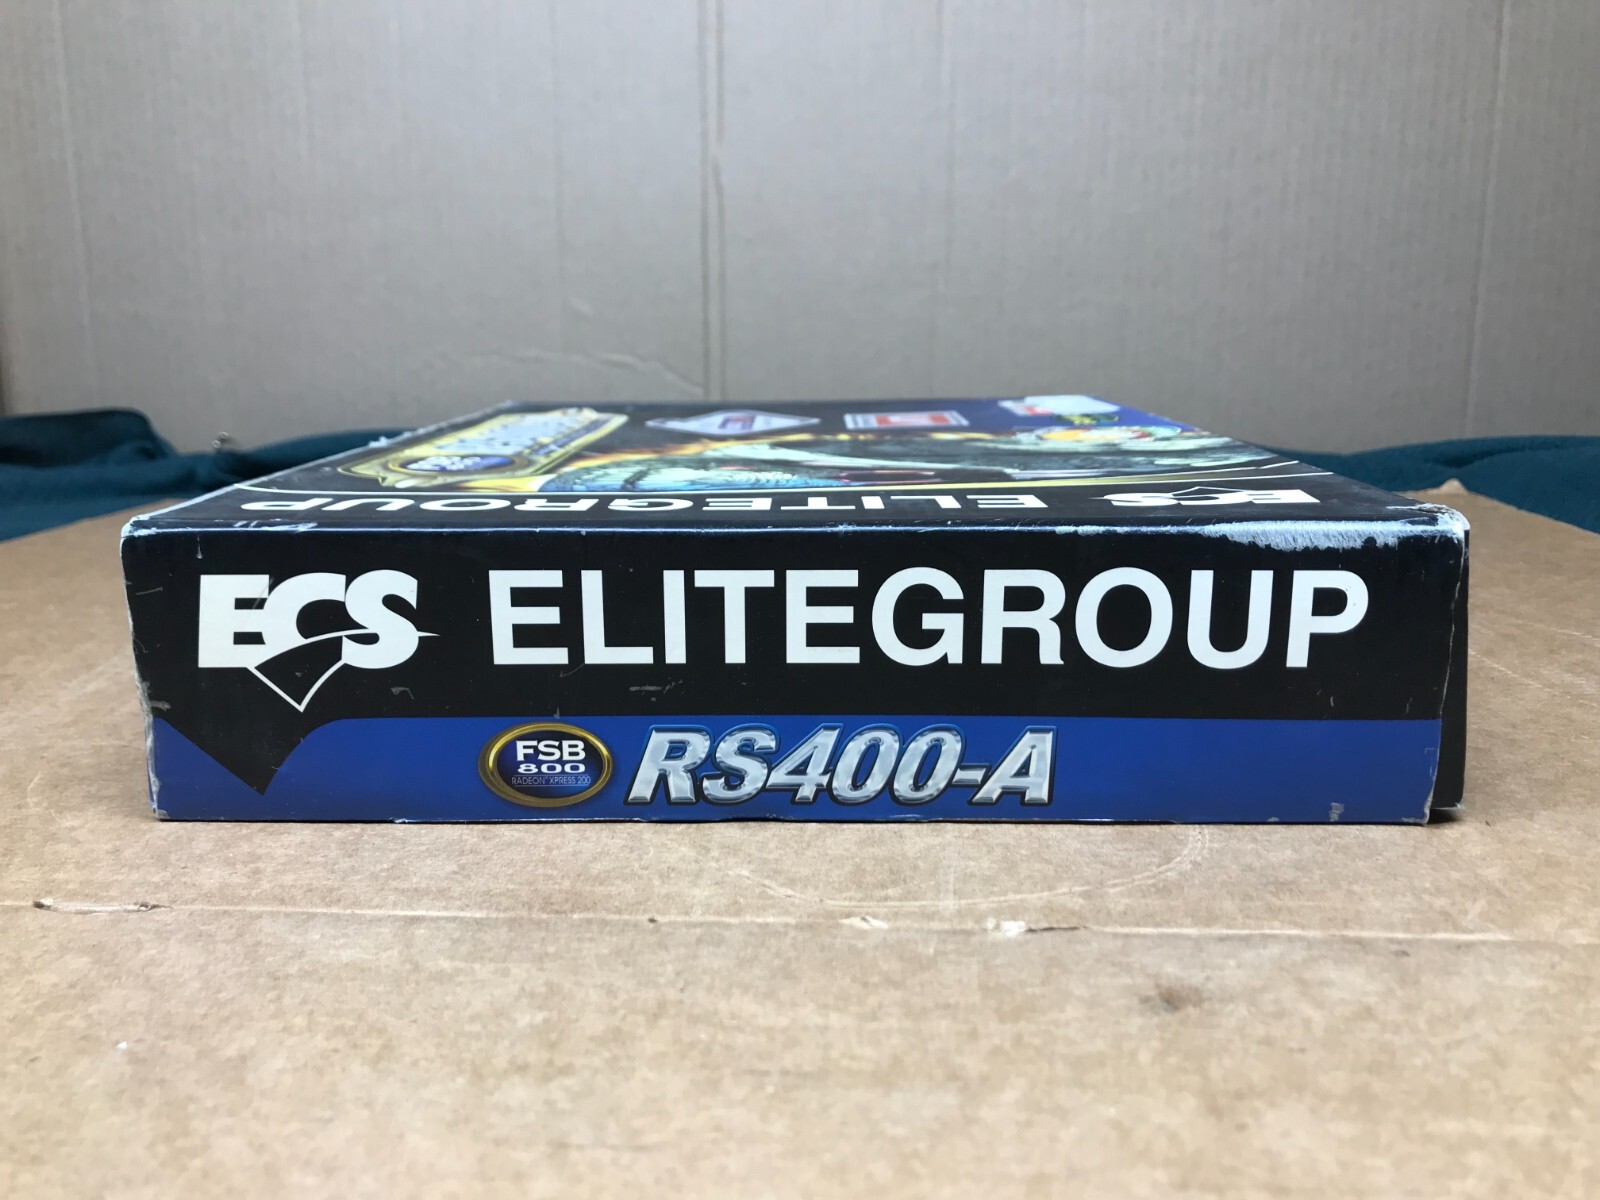 ECS ELITEGROUP
ECS ELITEGROUP
FSB
800
RADEON XPRESS 200
RS400-A